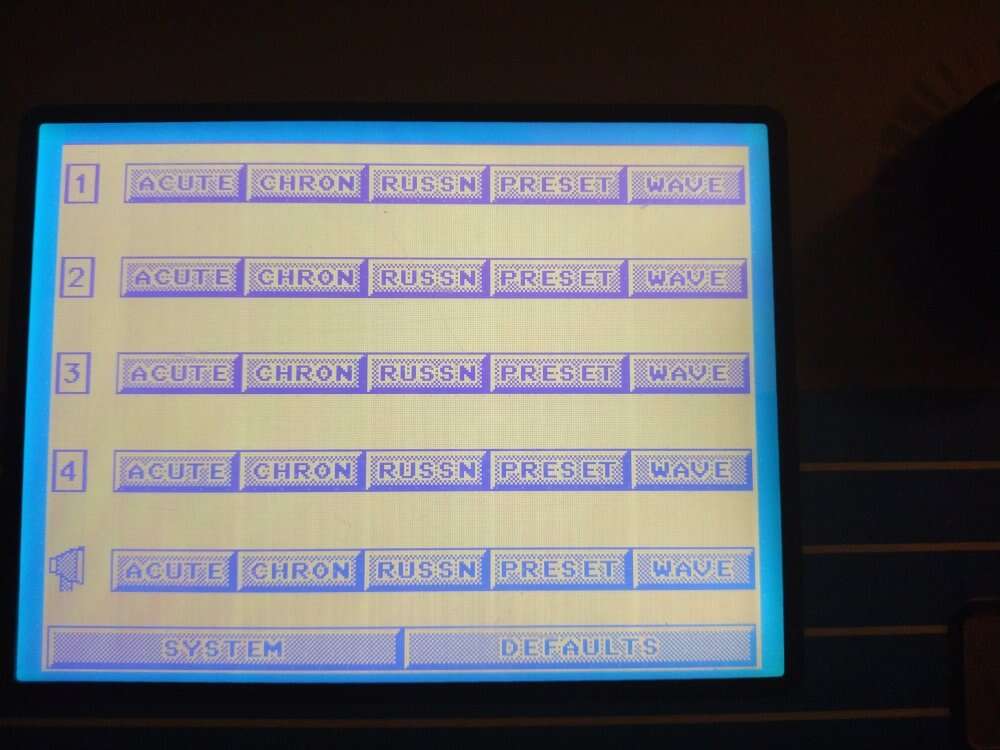 1 ACUTE CHRON RUSSN PRESET WAVE
2 ACUTE CHRON RUSSN PRESET WAVE
3 ACUTE CHRON RUSSN PRESET WAVE
4 ACUTE CHRON RUSSN PRESET WAVE
ACUTE CHRON RUSSN PRESET WAVE
SYSTEM DEFAULTS